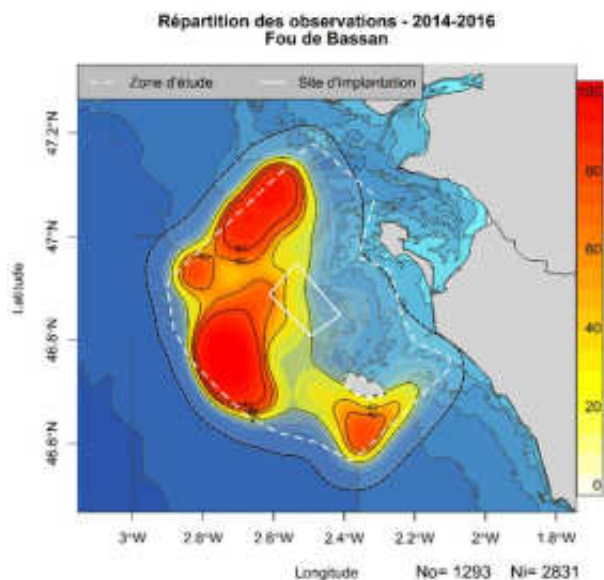 Répartition des observations - 2014-2016
Fou de Bassan
Zone d'étude Site d'implantation
47.2°N
47°N
46.8°N
46.6°N
Latitude
100
80
60
40
20
0
3°W 2.8°W 2.6°W 2.4°W 2.2°W 2°W 1.8°W
Longitude No= 1293 Ni= 2831